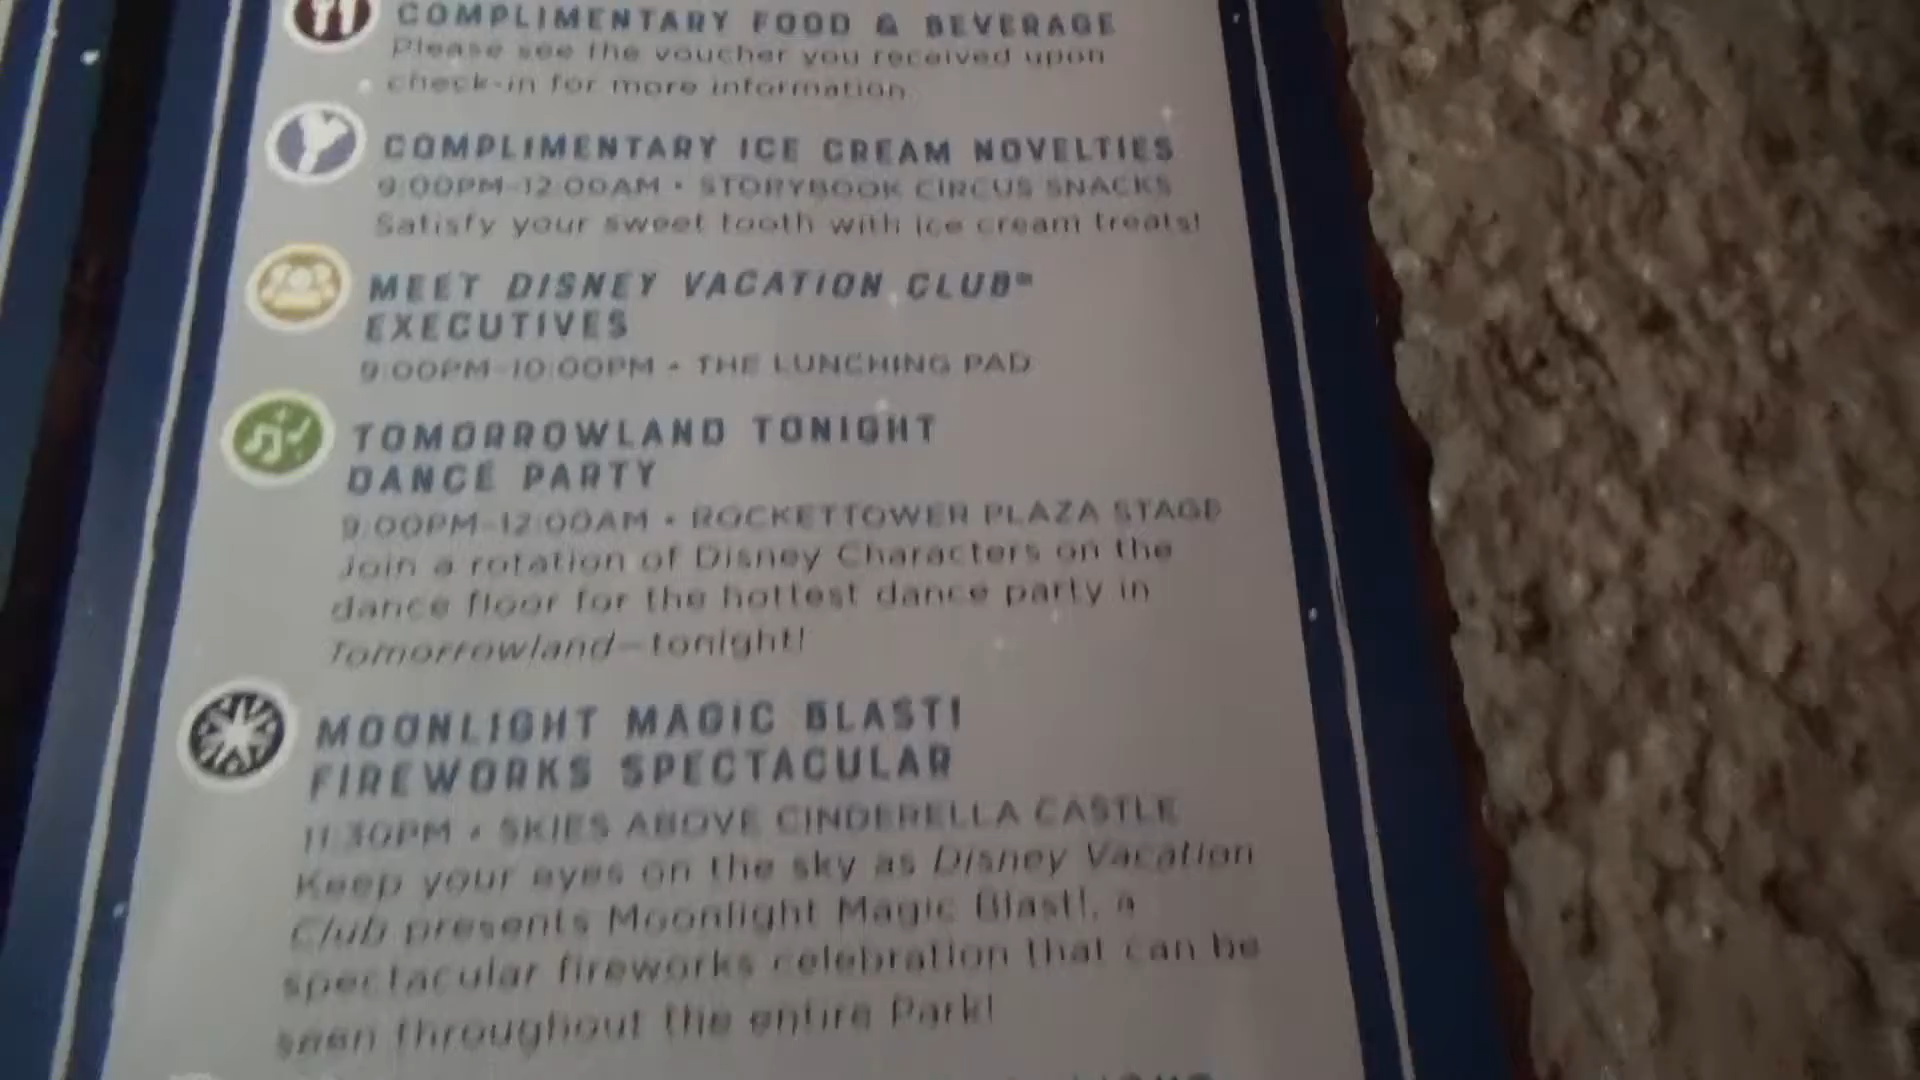 COMPLIMENTARY FOOD & BEVERAGE
Please see the voucher you received upon
check-in for more information.
COMPLIMENTARY ICE CREAM NOVELTIES
9:00PM-12:00AM • STORYBOOK CIRCUS SNACKS
Satisfy your sweet tooth with ice cream treats!
MEET DISNEY VACATION CLUB®
EXECUTIVES
9:00PM-10:00PM • THE LUNCHING PAD
TOMORROWLAND TONIGHT
DANCE PARTY
9:00PM-12:00AM • ROCKETTOWER PLAZA STAGE
Join a rotation of Disney Characters on the
dance floor for the hottest dance party in
Tomorrowland—tonight!
MOONLIGHT MAGIC BLAST!
FIREWORKS SPECTACULAR
11:30PM • SKIES ABOVE CINDERELLA CASTLE
Keep your eyes on the sky as Disney Vacation
Club presents Moonlight Magic Blast!, a
spectacular fireworks celebration that can be
seen throughout the entire Park!